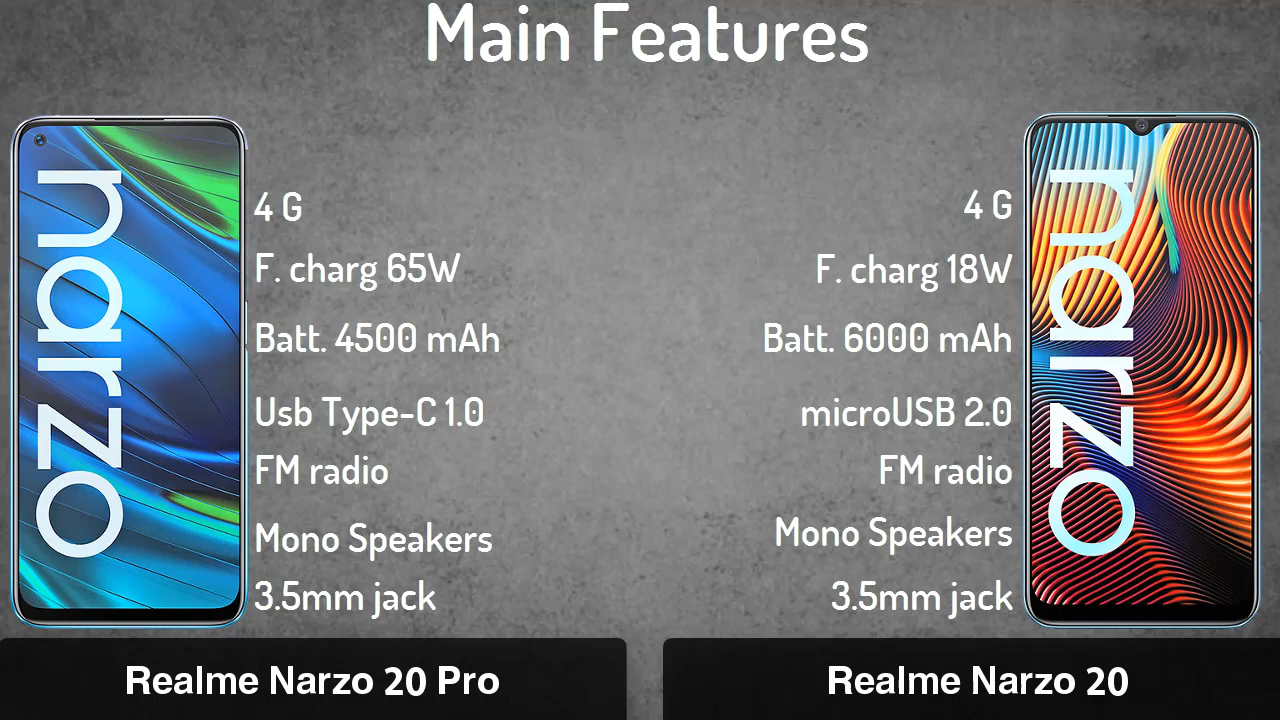 Main Features
narzo
4 G
F. charg 65W
Batt. 4500 mAh
Usb Type-C 1.0
FM radio
Mono Speakers
3.5mm jack
Realme Narzo 20 Pro
4 G
F. charg 18W
Batt. 6000 mAh
microUSB 2.0
FM radio
Mono Speakers
3.5mm jack
narzo
Realme Narzo 20